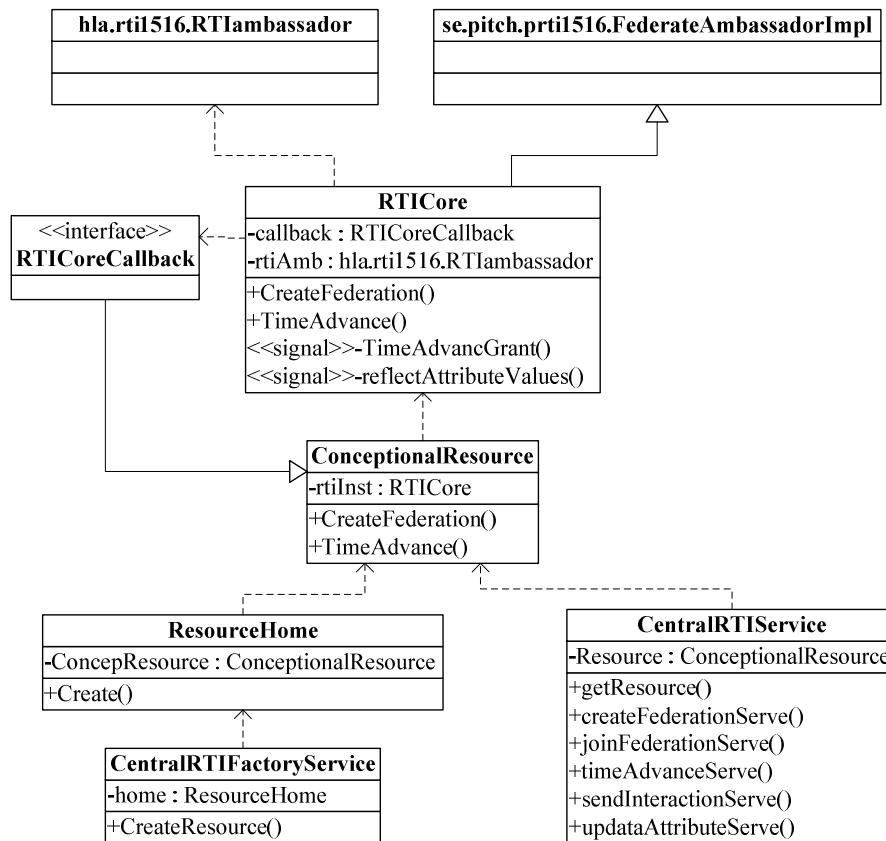 hla.rti1516.RTIambassador
se.pitch.prti1516.FederateAmbassadorImpl
RTICore
-callback : RTICoreCallback
-rtiAmb : hla.rti1516.RTIambassador
+CreateFederation()
+TimeAdvance()
<<signal>>-TimeAdvancGrant()
<<signal>>-reflectAttributeValues()
<<interface>>
RTICoreCallback
ConceptionalResource
-rtiInst : RTICore
+CreateFederation()
+TimeAdvance()
ResourceHome
-ConcepResource : ConceptionalResource
+Create()
CentralRTIFactoryService
-home : ResourceHome
+CreateResource()
CentralRTIService
-Resource : ConceptionalResource
+getResource()
+createFederationServe()
+joinFederationServe()
+timeAdvanceServe()
+sendInteractionServe()
+updataAttributeServe()